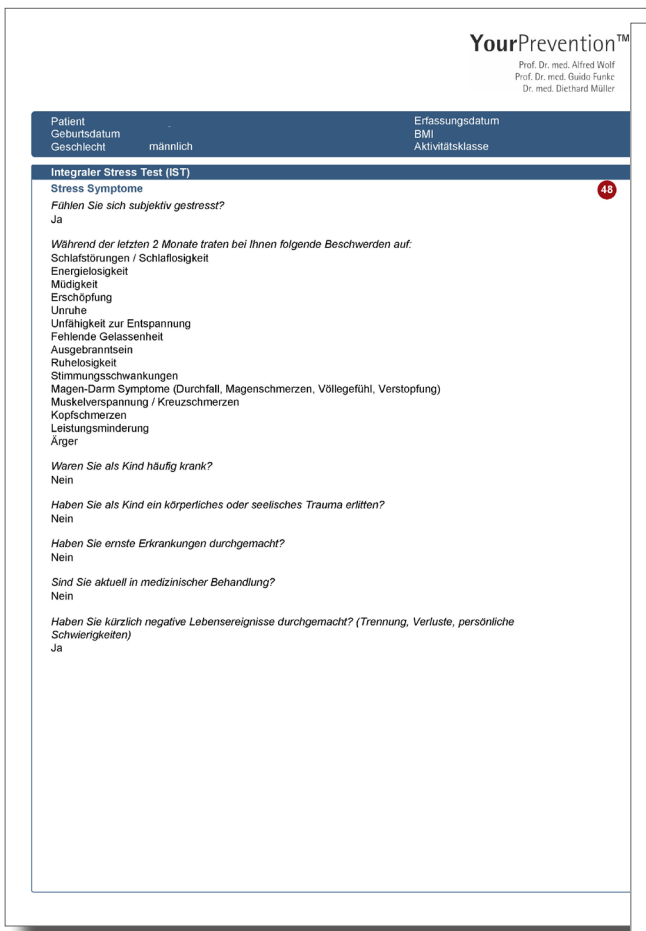 YourPrevention™
Prof. Dr. med. Alfred Wolf
Prof. Dr. med. Guido Funke
Dr. med. Diethard Müller
Patient
Geburtsdatum
Geschlecht männlich
Erfassungsdatum
BMI
Aktivitätsklasse
Integraler Stress Test (IST)
Stress Symptome 48
Fühlen Sie sich subjektiv gestresst?
Ja
Während der letzten 2 Monate traten bei Ihnen folgende Beschwerden auf:
Schlafstörungen / Schlaflosigkeit
Energielosigkeit
Müdigkeit
Erschöpfung
Unruhe
Unfähigkeit zur Entspannung
Fehlende Gelassenheit
Ausgebranntsein
Ruhelosigkeit
Stimmungsschwankungen
Magen-Darm Symptome (Durchfall, Magenschmerzen, Völlegefühl, Verstopfung)
Muskelverspannung / Kreuzschmerzen
Kopfschmerzen
Leistungsminderung
Ärger
Waren Sie als Kind häufig krank?
Nein
Haben Sie als Kind ein körperliches oder seelisches Trauma erlitten?
Nein
Haben Sie ernste Erkrankungen durchgemacht?
Nein
Sind Sie aktuell in medizinischer Behandlung?
Nein
Haben Sie kürzlich negative Lebensereignisse durchgemacht? (Trennung, Verluste, persönliche
Schwierigkeiten)
Ja